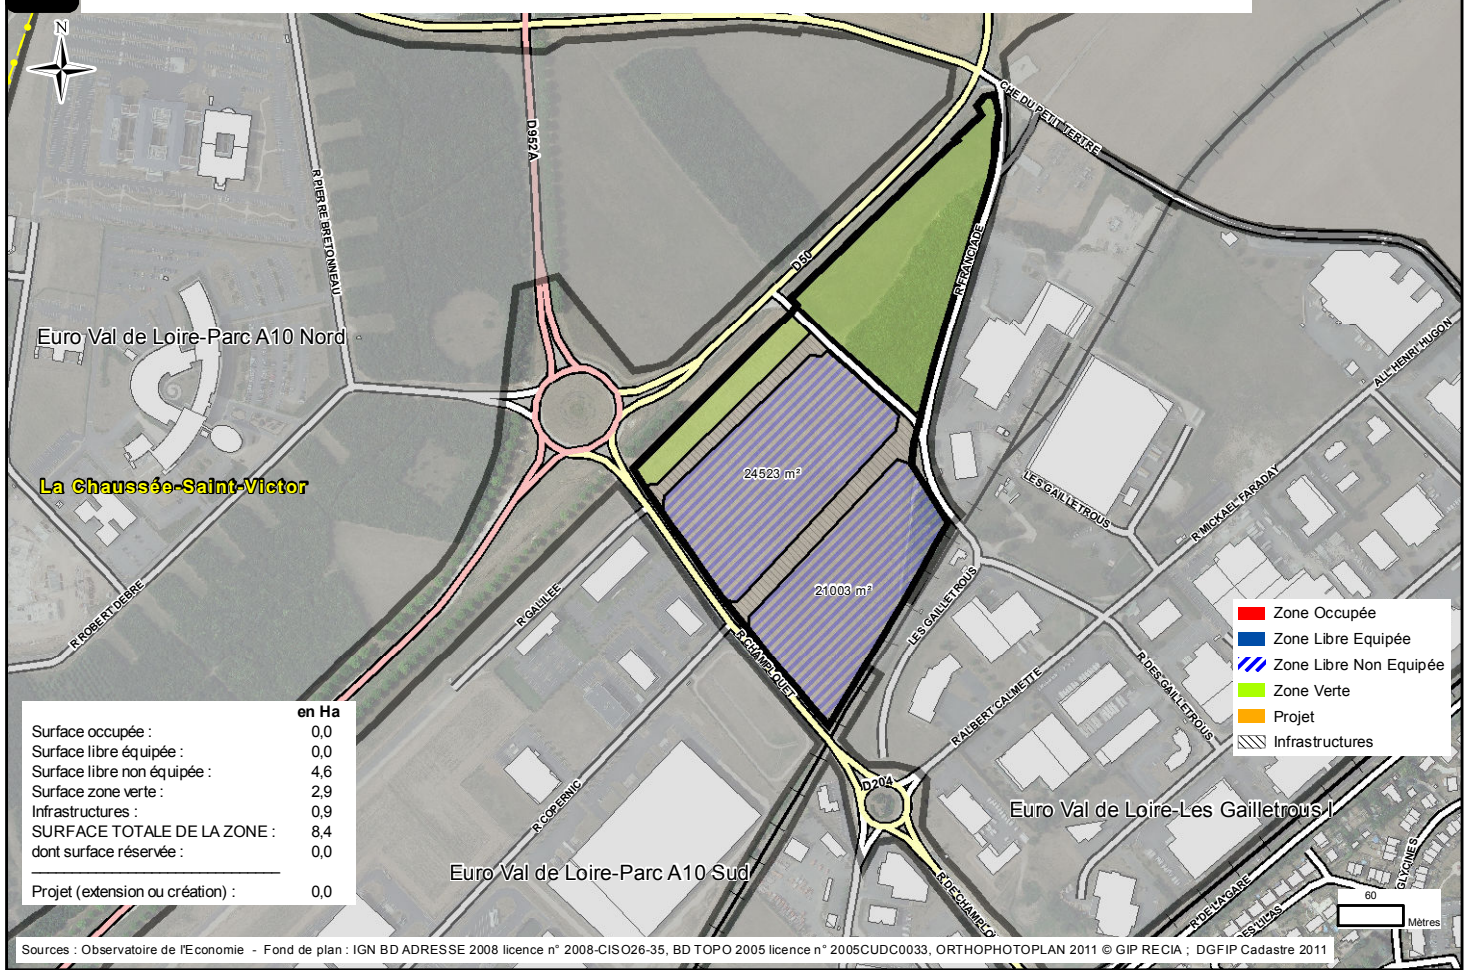 N
CHE DU PETIT TERTRE
D952A
R PIERRE BRETONNEAU
R FRANCIADE
D50
Euro Val de Loire-Parc A10 Nord
ALL HENRI HUGON
La Chaussée-Saint-Victor
24523 m²
LES GAILLETROUS
R MICKAEL FARADAY
21003 m²
R ROBERT DEBRE
R GALILEE
LES GAILLETROUS
R CHAMPLOUET
R DES GAILLETROUS
R ALBERT CALMETTE
Zone Occupée
Zone Libre Equipée
Zone Libre Non Equipée
Zone Verte
Projet
Infrastructures
en Ha
Surface occupée : 0,0
Surface libre équipée : 0,0
Surface libre non équipée : 4,6
Surface zone verte : 2,9
Infrastructures : 0,9
SURFACE TOTALE DE LA ZONE : 8,4
dont surface réservée : 0,0
Projet (extension ou création) : 0,0
R COPERNIC
D204
Euro Val de Loire-Les Gailletrous I
Euro Val de Loire-Parc A10 Sud
R DE CHAMPLO
R DE LA GARE
DES LILAS
GLYCINES
60
Mètres
Sources : Observatoire de l'Economie - Fond de plan : IGN BD ADRESSE 2008 licence n° 2008-CISO26-35, BD TOPO 2005 licence n° 2005CUDC0033, ORTHOPHOTOPLAN 2011 © GIP RECIA ; DGFIP Cadastre 2011